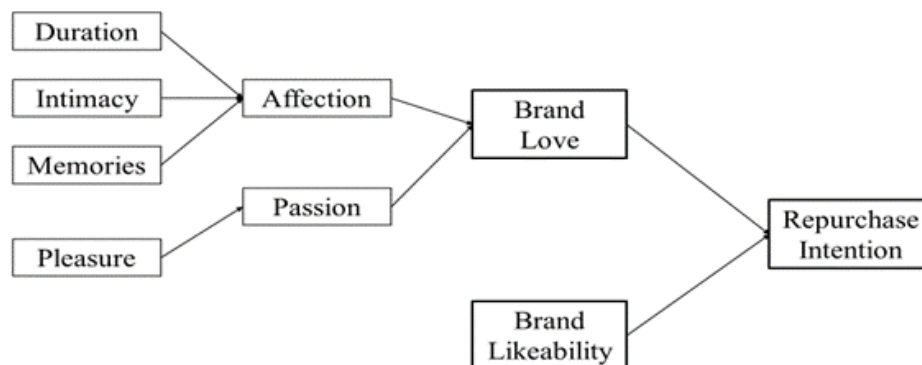 Duration
Intimacy
Memories
Pleasure
Affection
Passion
Brand
Love
Brand
Likeability
Repurchase
Intention